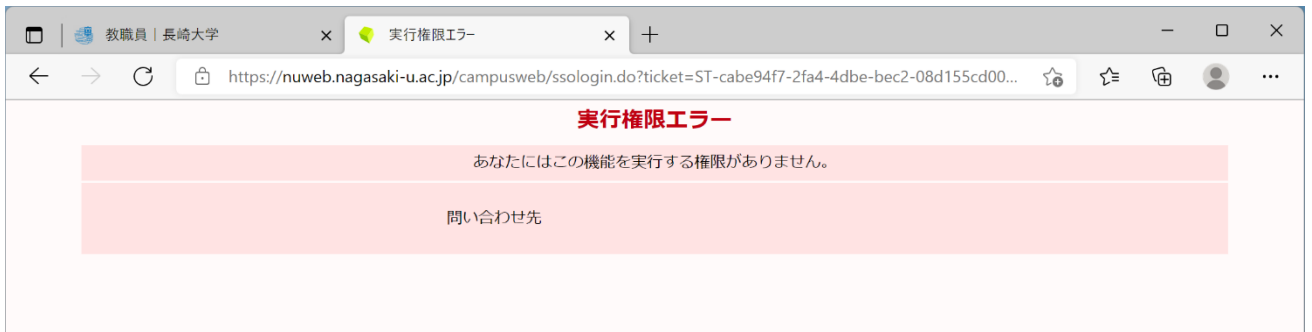 教職員 | 長崎大学
実行権限エラー
https://nuweb.nagasaki-u.ac.jp/campusweb/ssologin.do?ticket=ST-cabe94f7-2fa4-4dbe-bec2-08d155cd00...
実行権限エラー
あなたにはこの機能を実行する権限がありません。
問い合わせ先